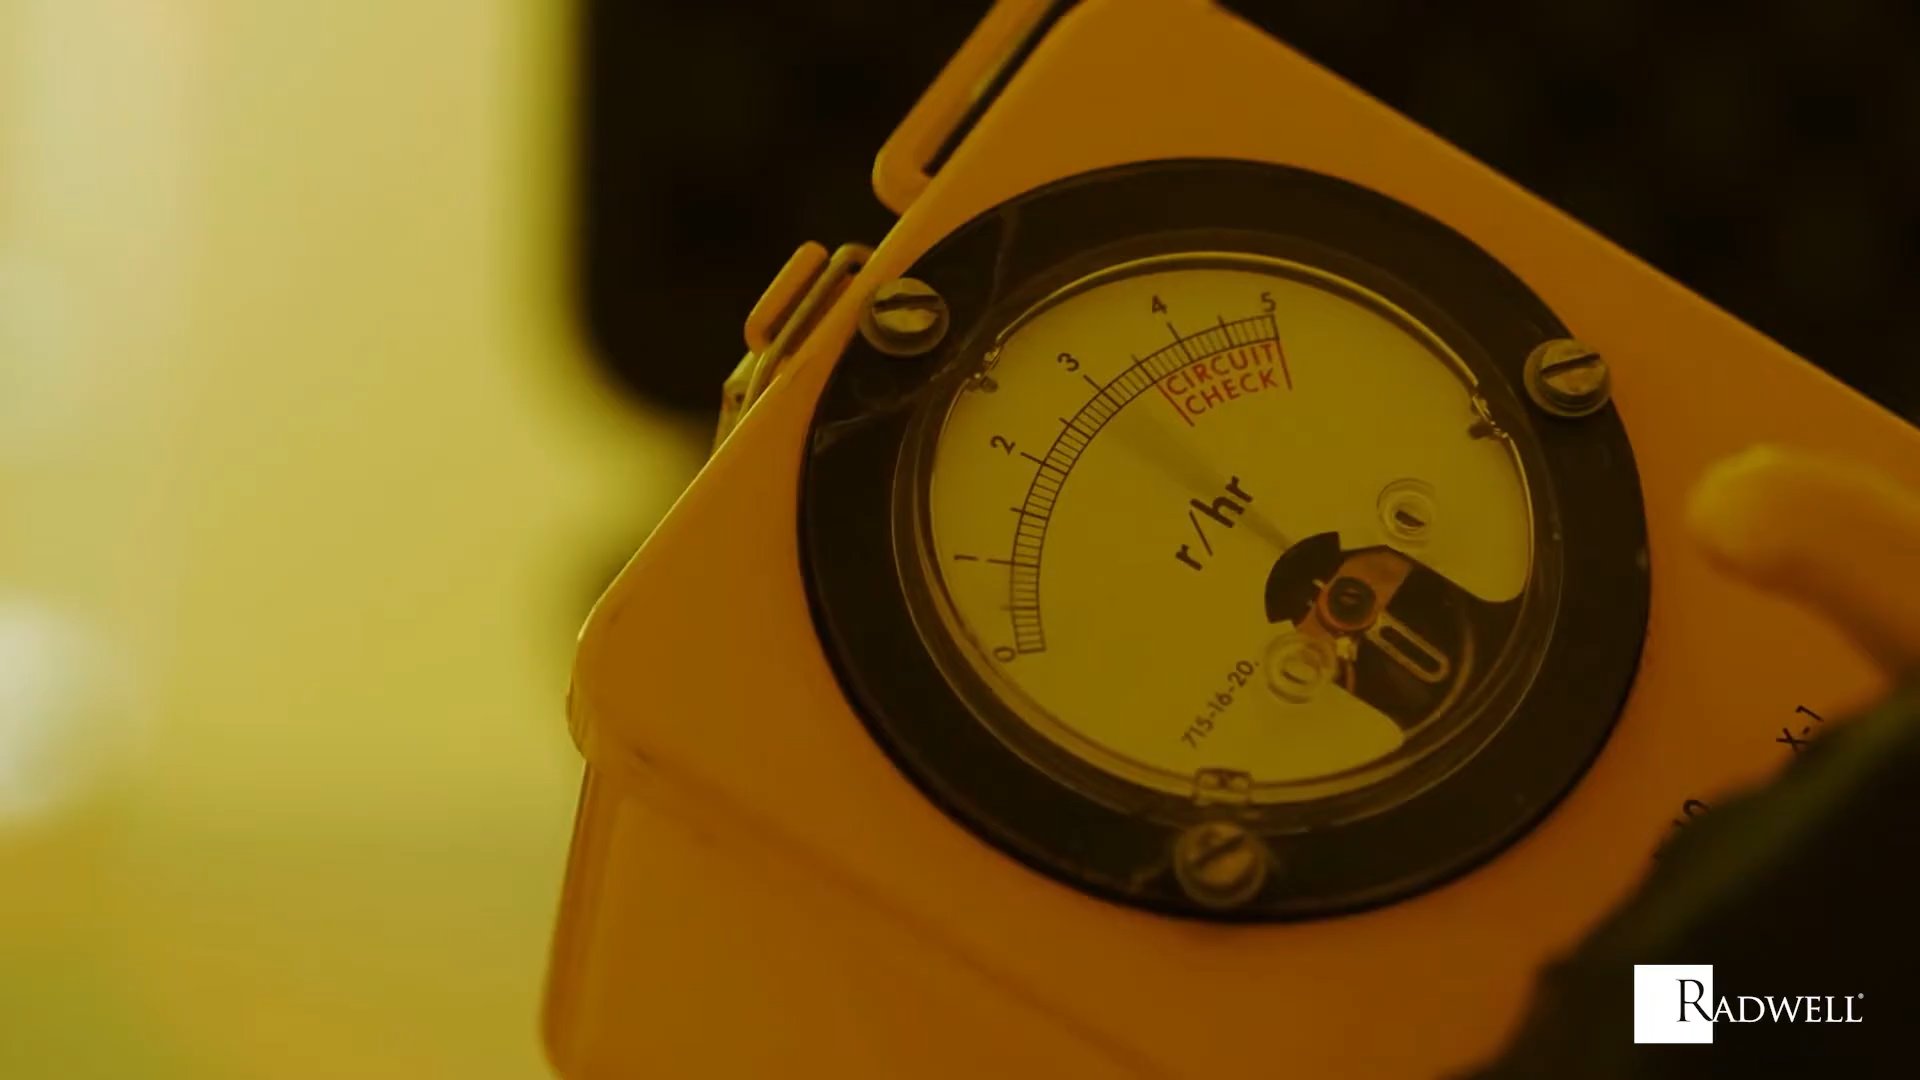 0 1 2 3 4 5
CIRCUIT
CHECK
r/hr
715-16-20.
X-1
RADWELL®